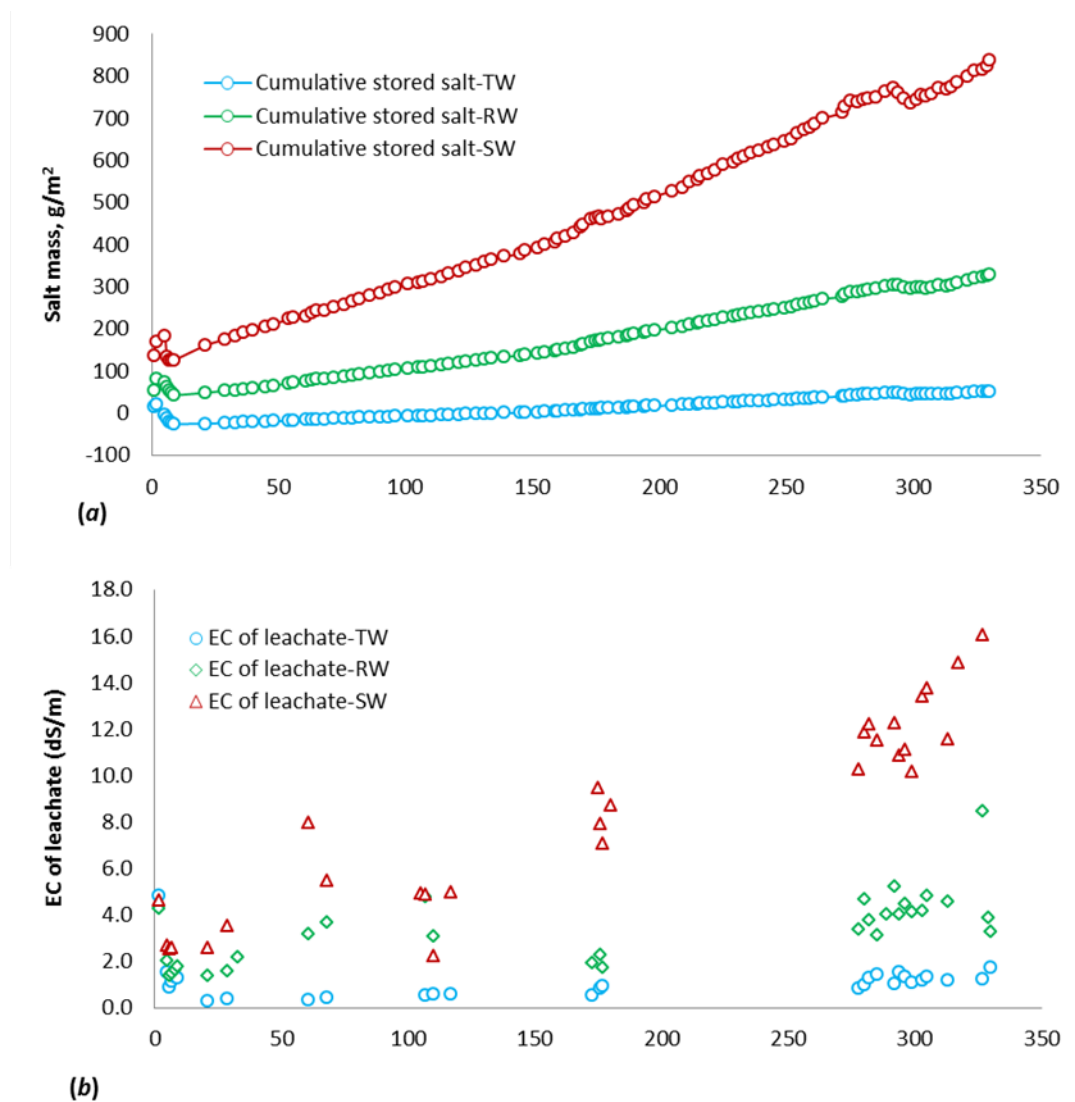 900
800
700
600
500
400
300
200
100
0
-100
Salt mass, g/m²
Cumulative stored salt-TW
Cumulative stored salt-RW
Cumulative stored salt-SW
0 50 100 150 200 250 300 350
(a)
18.0
16.0
14.0
12.0
10.0
8.0
6.0
4.0
2.0
0.0
EC of leachate (dS/m)
EC of leachate-TW
EC of leachate-RW
EC of leachate-SW
0 50 100 150 200 250 300 350
(b)